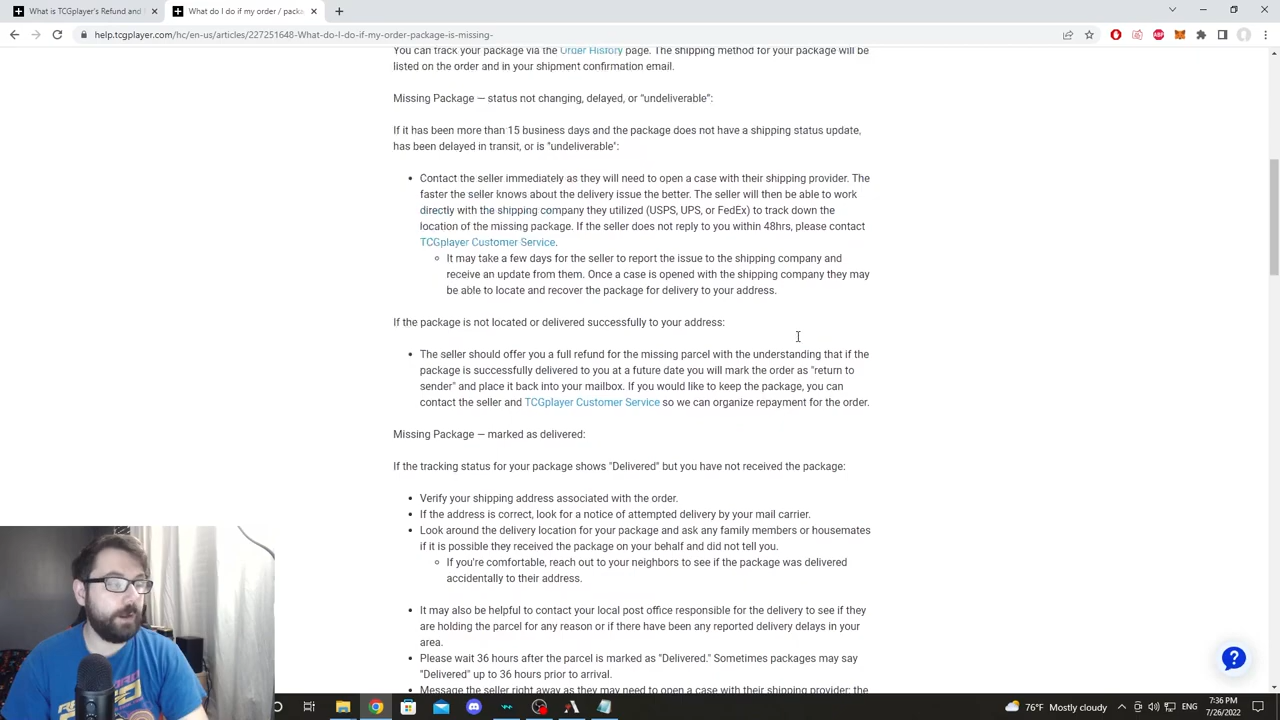 What is TCGplayer's Refund and
What do I do if my order / packa
help.tcgplayer.com/hc/en-us/articles/227251648-What-do-I-do-if-my-order-package-is-missing-
You can track your package via the Order History page. The shipping method for your package will be
listed on the order and in your shipment confirmation email.
Missing Package — status not changing, delayed, or “undeliverable”:
If it has been more than 15 business days and the package does not have a shipping status update,
has been delayed in transit, or is "undeliverable":
• Contact the seller immediately as they will need to open a case with their shipping provider. The
faster the seller knows about the delivery issue the better. The seller will then be able to work
directly with the shipping company they utilized (USPS, UPS, or FedEx) to track down the
location of the missing package. If the seller does not reply to you within 48hrs, please contact
TCGplayer Customer Service.
It may take a few days for the seller to report the issue to the shipping company and
receive an update from them. Once a case is opened with the shipping company they may
be able to locate and recover the package for delivery to your address.
If the package is not located or delivered successfully to your address:
• The seller should offer you a full refund for the missing parcel with the understanding that if the
package is successfully delivered to you at a future date you will mark the order as "return to
sender" and place it back into your mailbox. If you would like to keep the package, you can
contact the seller and TCGplayer Customer Service so we can organize repayment for the order.
Missing Package — marked as delivered:
If the tracking status for your package shows "Delivered" but you have not received the package:
• Verify your shipping address associated with the order.
• If the address is correct, look for a notice of attempted delivery by your mail carrier.
• Look around the delivery location for your package and ask any family members or housemates
if it is possible they received the package on your behalf and did not tell you.
If you're comfortable, reach out to your neighbors to see if the package was delivered
accidentally to their address.
• It may also be helpful to contact your local post office responsible for the delivery to see if they
are holding the parcel for any reason or if there have been any reported delivery delays in your
area.
• Please wait 36 hours after the parcel is marked as "Delivered." Sometimes packages may say
"Delivered" up to 36 hours prior to arrival.
• Message the seller right away as they may need to open a case with their shipping provider; the
76°F Mostly cloudy
ENG
7:36 PM
7/26/2022